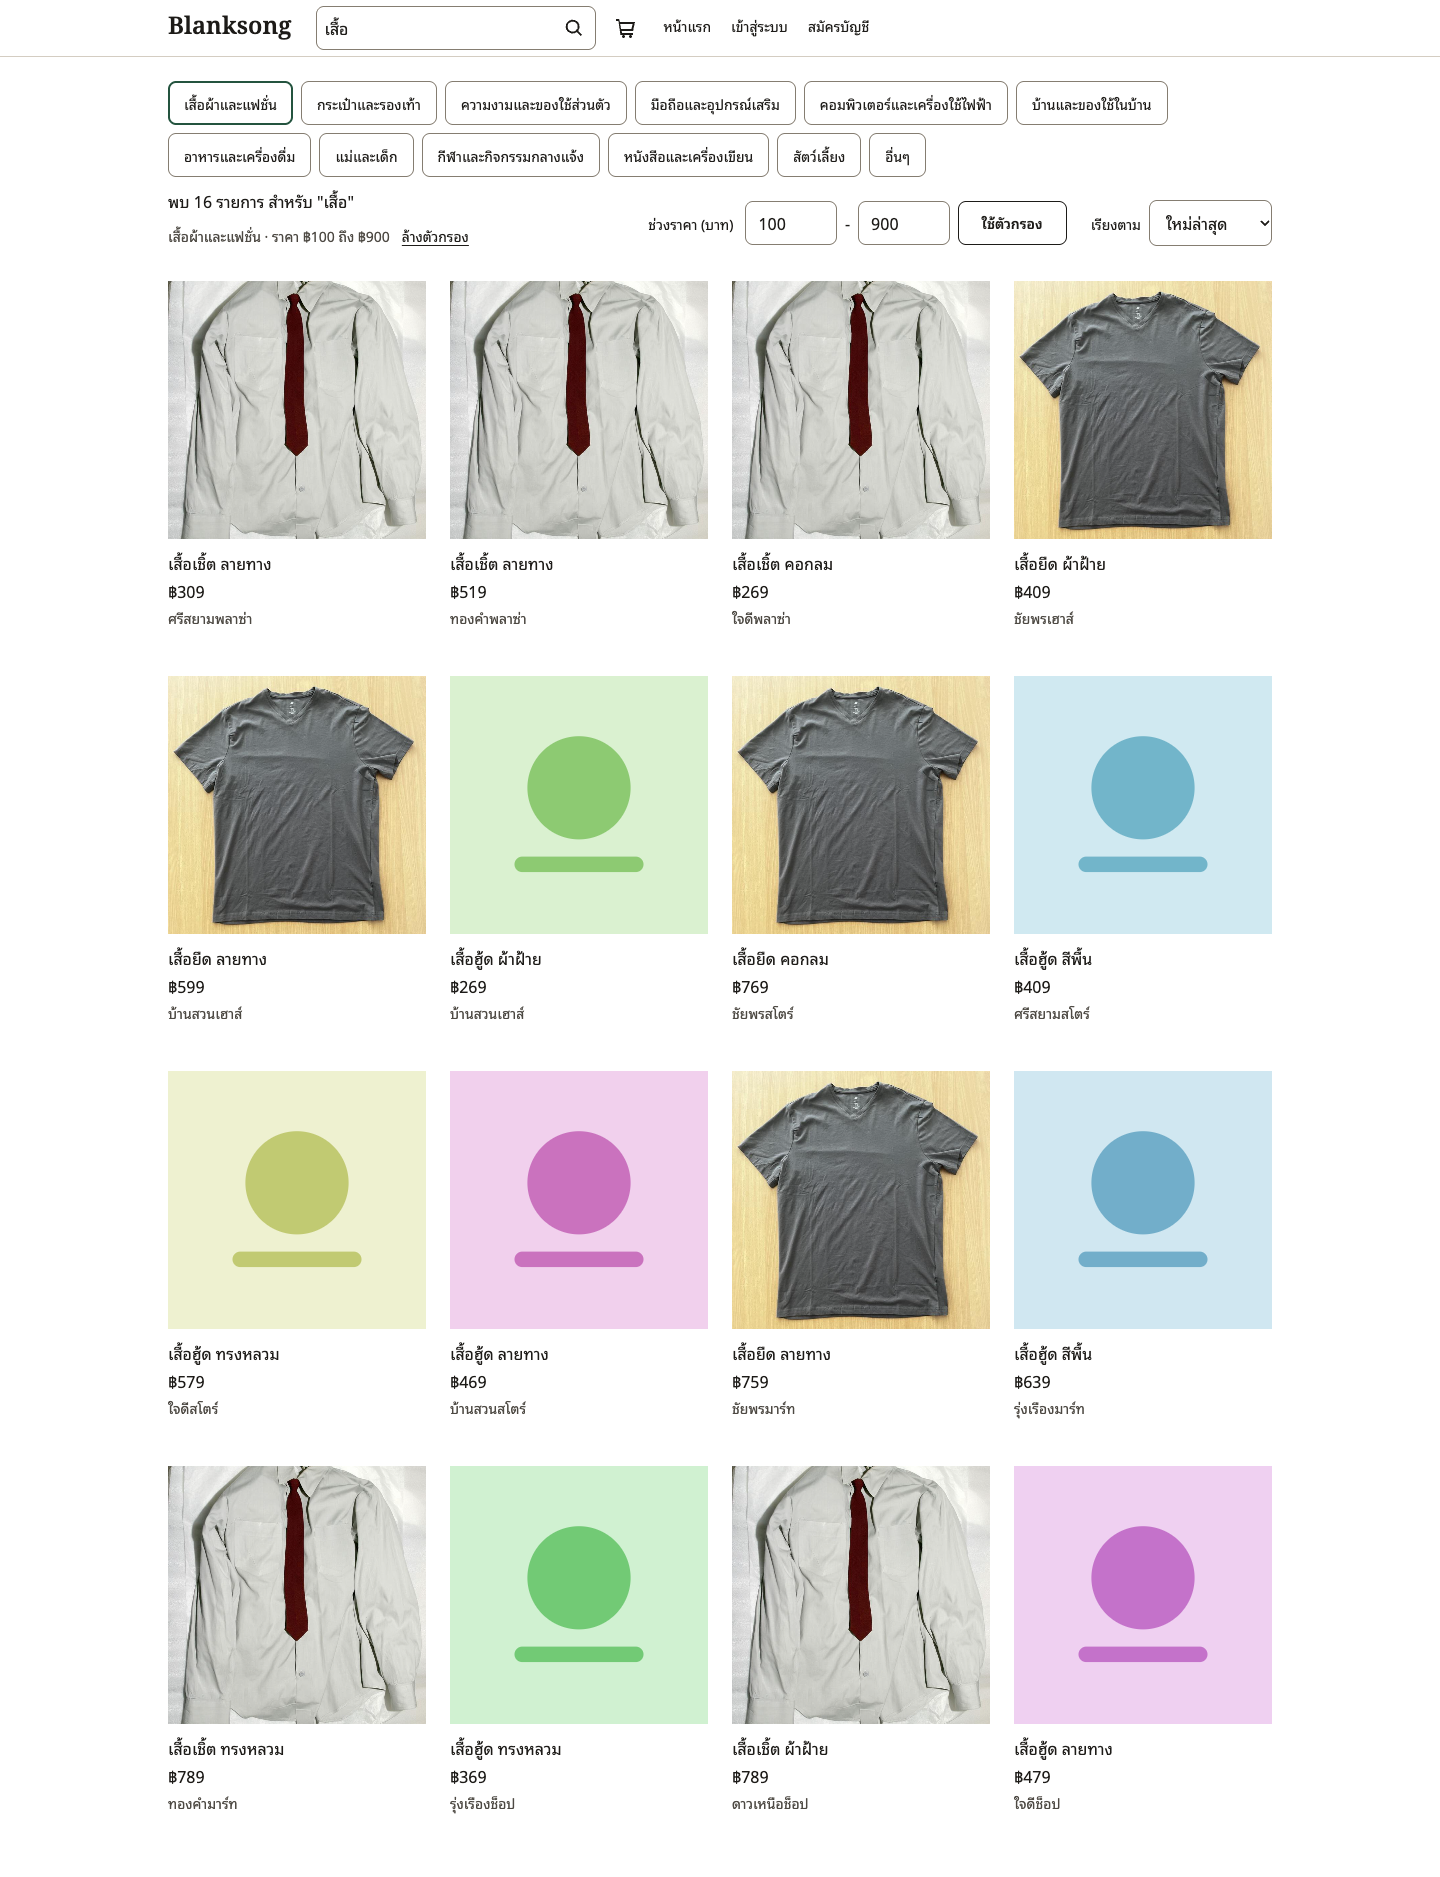 Blanksong
เสื้อ
หน้าแรก
เข้าสู่ระบบ
สมัครบัญชี
เสื้อผ้าและแฟชั่น
กระเป๋าและรองเท้า
ความงามและของใช้ส่วนตัว
มือถือและอุปกรณ์เสริม
คอมพิวเตอร์และเครื่องใช้ไฟฟ้า
บ้านและของใช้ในบ้าน
อาหารและเครื่องดื่ม
แม่และเด็ก
กีฬาและกิจกรรมกลางแจ้ง
หนังสือและเครื่องเขียน
สัตว์เลี้ยง
อื่นๆ
พบ 16 รายการ สำหรับ "เสื้อ"
เสื้อผ้าและแฟชั่น · ราคา ฿100 ถึง ฿900 ล้างตัวกรอง
ช่วงราคา (บาท) 100 - 900 ใช้ตัวกรอง
เรียงตาม ใหม่ล่าสุด
เสื้อเชิ้ต ลายทาง
฿309
ศรีสยามพลาซ่า
เสื้อเชิ้ต ลายทาง
฿519
ทองคำพลาซ่า
เสื้อเชิ้ต คอกลม
฿269
ใจดีพลาซ่า
เสื้อยืด ผ้าฝ้าย
฿409
ชัยพรเฮาส์
เสื้อยืด ลายทาง
฿599
บ้านสวนเฮาส์
เสื้อฮู้ด ผ้าฝ้าย
฿269
บ้านสวนเฮาส์
เสื้อยืด คอกลม
฿769
ชัยพรสโตร์
เสื้อฮู้ด สีพื้น
฿409
ศรีสยามสโตร์
เสื้อฮู้ด ทรงหลวม
฿579
ใจดีสโตร์
เสื้อฮู้ด ลายทาง
฿469
บ้านสวนสโตร์
เสื้อยืด ลายทาง
฿759
ชัยพรมาร์ท
เสื้อฮู้ด สีพื้น
฿639
รุ่งเรืองมาร์ท
เสื้อเชิ้ต ทรงหลวม
฿789
ทองคำมาร์ท
เสื้อฮู้ด ทรงหลวม
฿369
รุ่งเรืองช็อป
เสื้อเชิ้ต ผ้าฝ้าย
฿789
ดาวเหนือช็อป
เสื้อฮู้ด ลายทาง
฿479
ใจดีช็อป